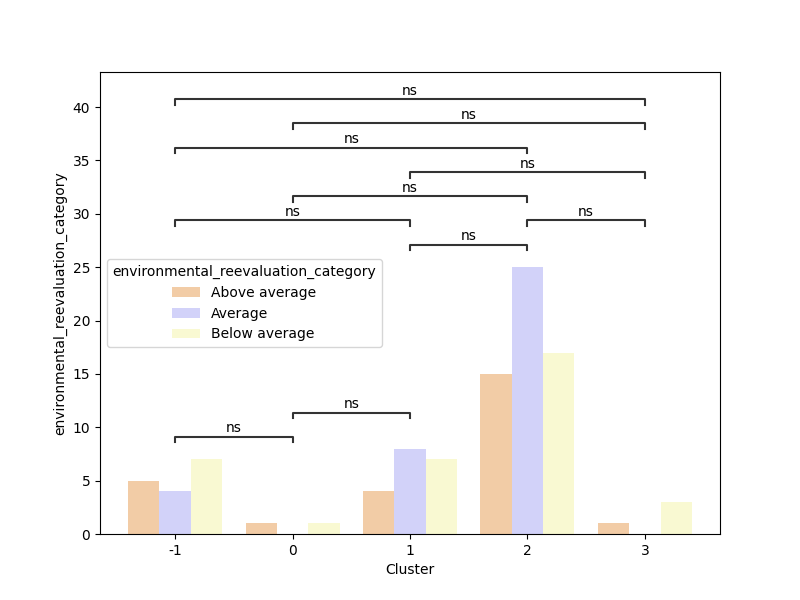 ns
ns
ns
ns
ns
ns
ns
ns
environmental_reevaluation_category
Above average
Average
Below average
ns
ns
40
35
30
25
20
15
10
5
0
environmental_reevaluation_category
-1 0 1 2 3
Cluster